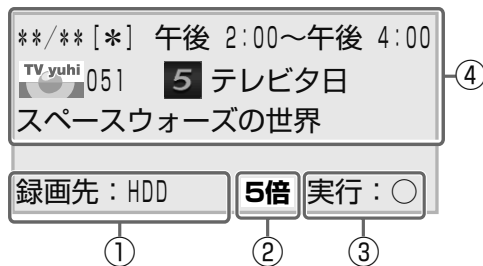 **/**[*] 午後 2:00～午後 4:00
TV yuhi 051 5 テレビタ日
スペースウォーズの世界
④
録画先：HDD 5倍 実行：○
① ② ③